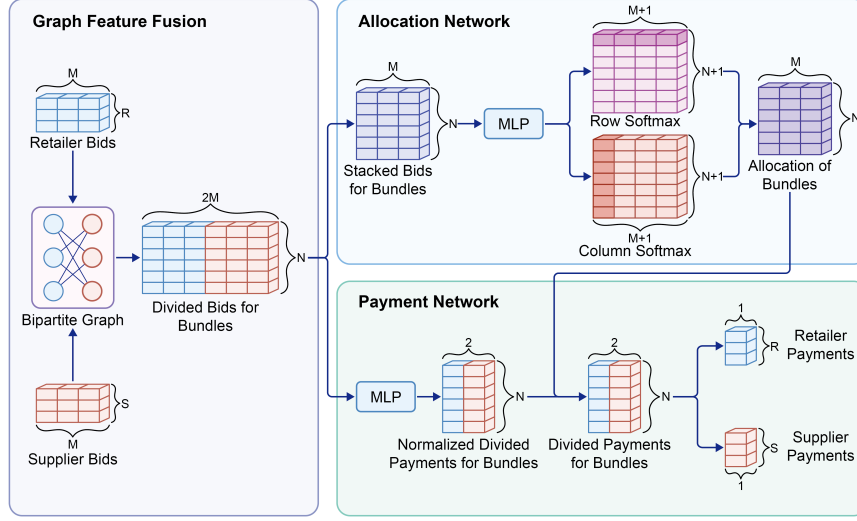 Graph Feature Fusion
M
R
Retailer Bids
Bipartite Graph
S
M
Supplier Bids
2M
N
Divided Bids for
Bundles
Allocation Network
M
N
Stacked Bids
for Bundles
MLP
M+1
N+1
Row Softmax
N+1
M+1
Column Softmax
M
N
Allocation of
Bundles
Payment Network
MLP
2
N
Normalized Divided
Payments for Bundles
2
N
Divided Payments
for Bundles
1
R
Retailer
Payments
S
1
Supplier
Payments